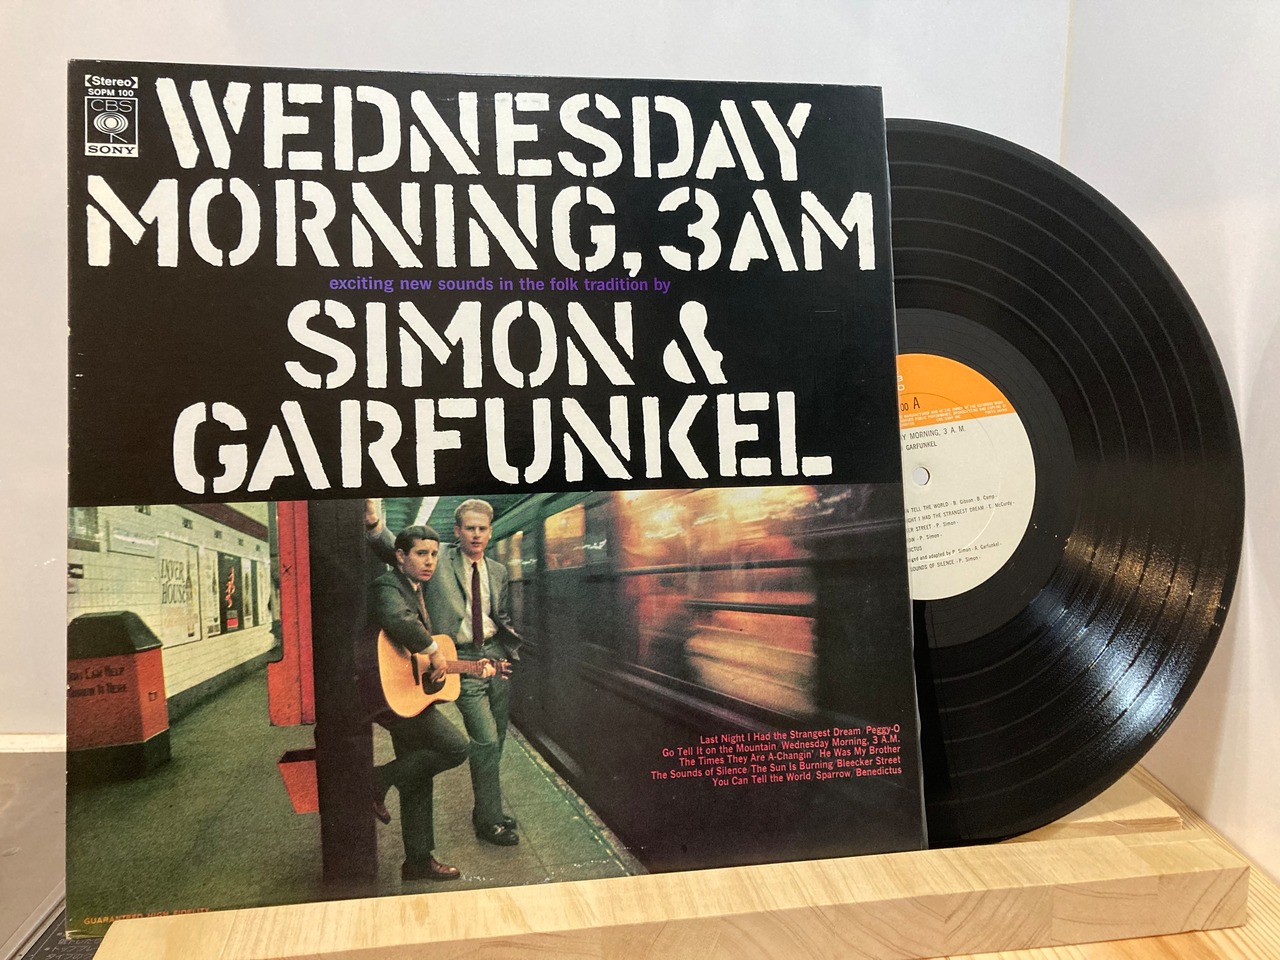 Stereo
SOPM 100
CBS
SONY
WEDNESDAY
MORNING, 3AM
exciting new sounds in the folk tradition by
SIMON &
GARFUNKEL
Last Night I Had the Strangest Dream Peggy-O
Go Tell It on the Mountain Wednesday Morning, 3 A.M.
The Times They Are A-Changin' He Was My Brother
The Sounds of Silence The Sun Is Burning Bleecker Street
You Can Tell the World Sparrow Benedictus
GUARANTEED HIGH FIDELITY
00 A
MORNING, 3 A. M.
GARFUNKEL
TELL THE WORLD - B. Gibson - B. Camp -
I HAD THE STRANGEST DREAM - E. McCurdy -
STREET - P. Simon -
- P. Simon -
and adapted by P. Simon - A. Garfunkel -
OF SILENCE - P. Simon -